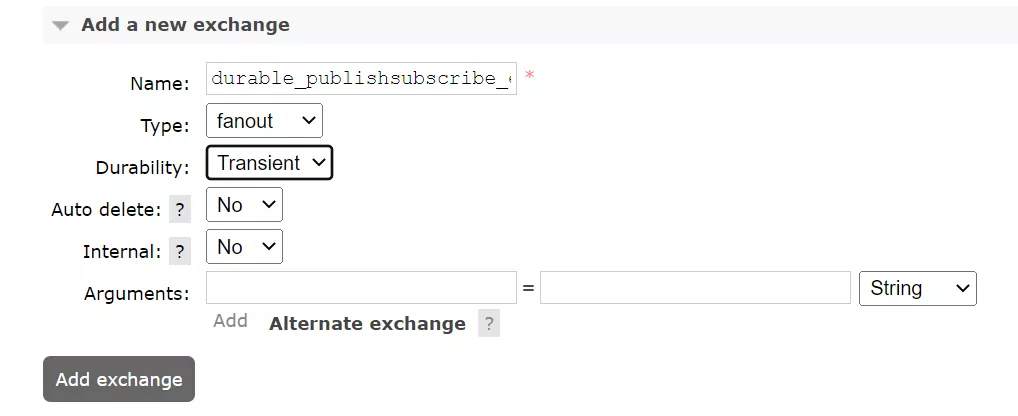 Add a new exchange
Name: durable_publishsubscribe_ *
Type: fanout
Durability: Transient
Auto delete: ? No
Internal: ? No
Arguments: = String
Add Alternate exchange ?
Add exchange